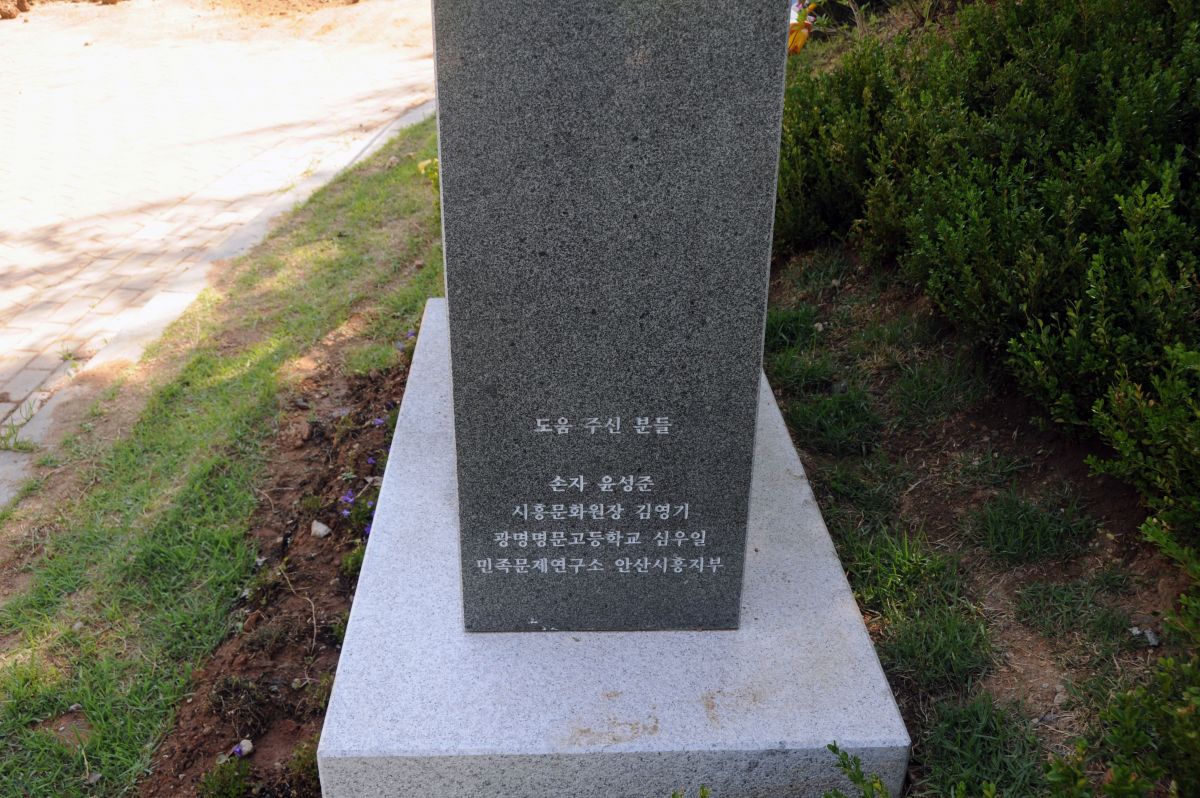 도움 주신 분들
손자 윤성준
시흥문화원장 김영기
광명명문고등학교 심우일
민족문제연구소 안산시흥지부